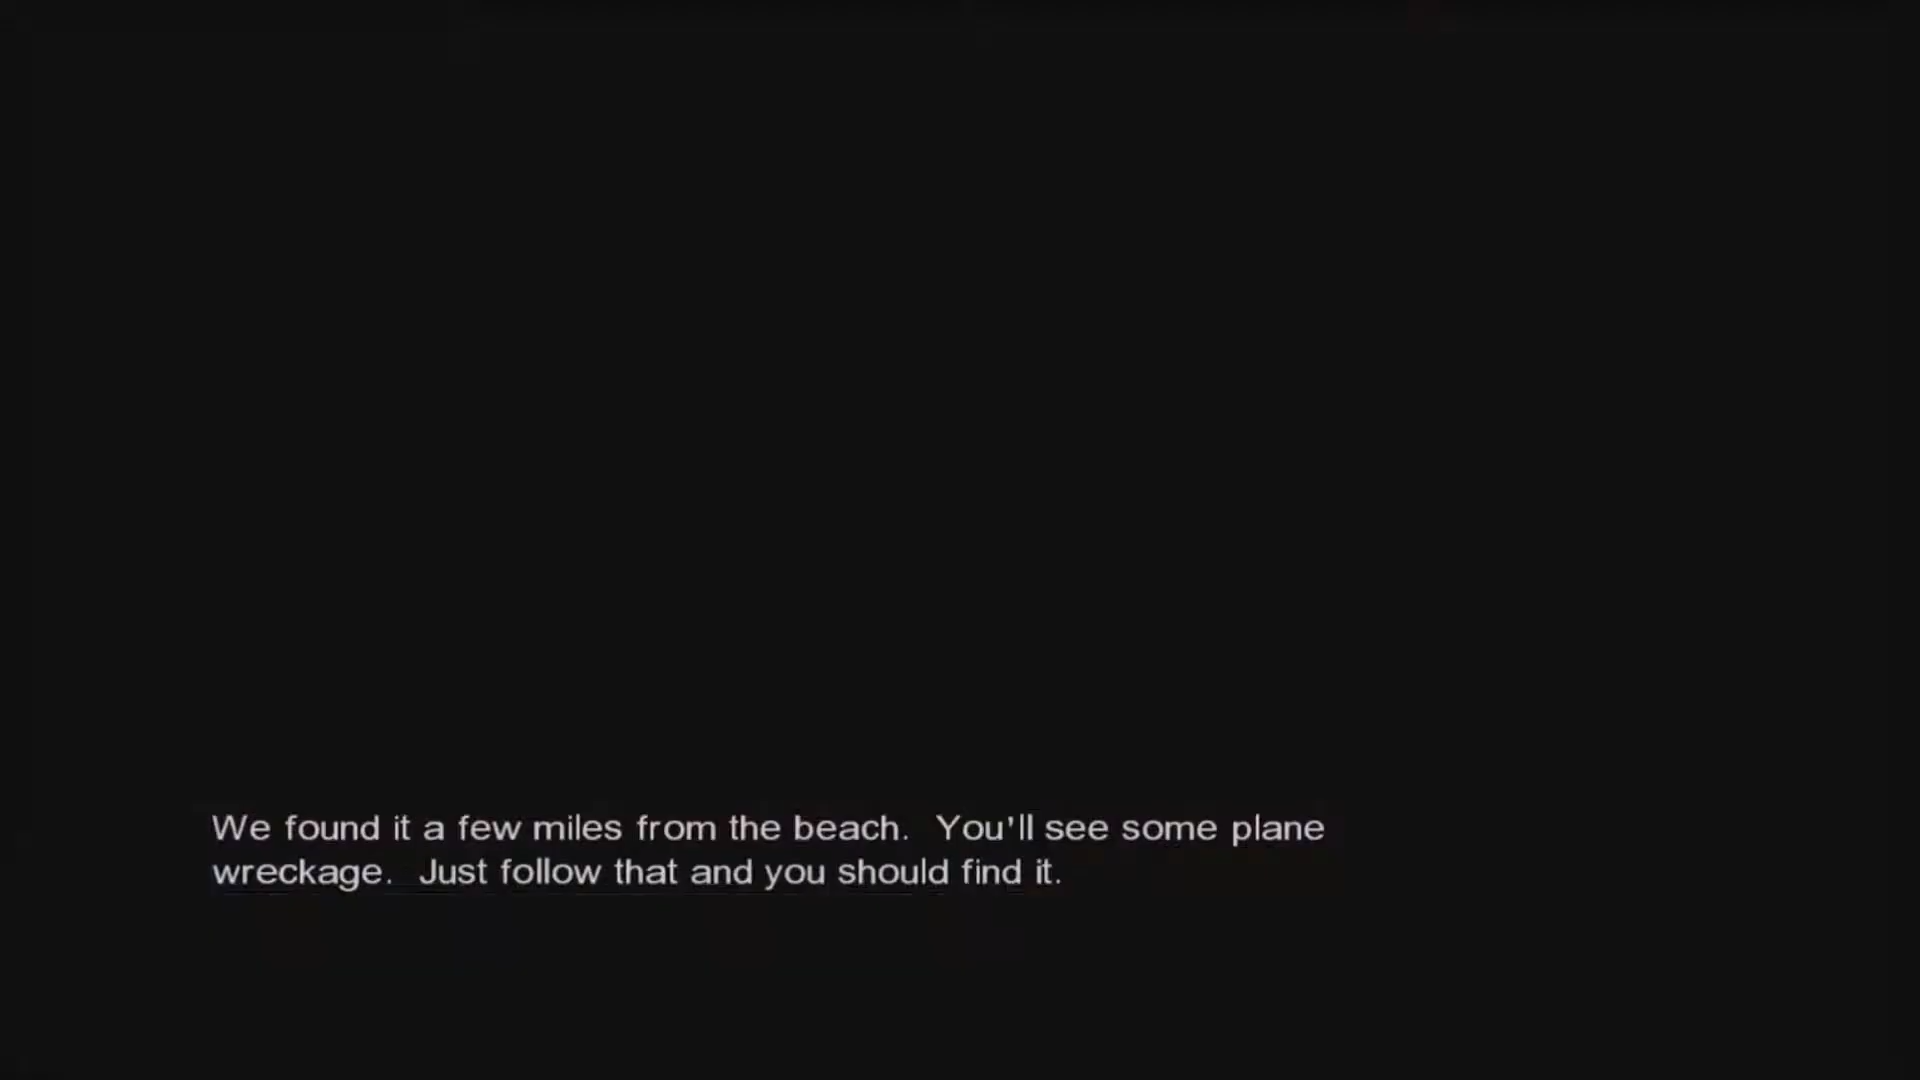 We found it a few miles from the beach.  You'll see some plane
wreckage.  Just follow that and you should find it.